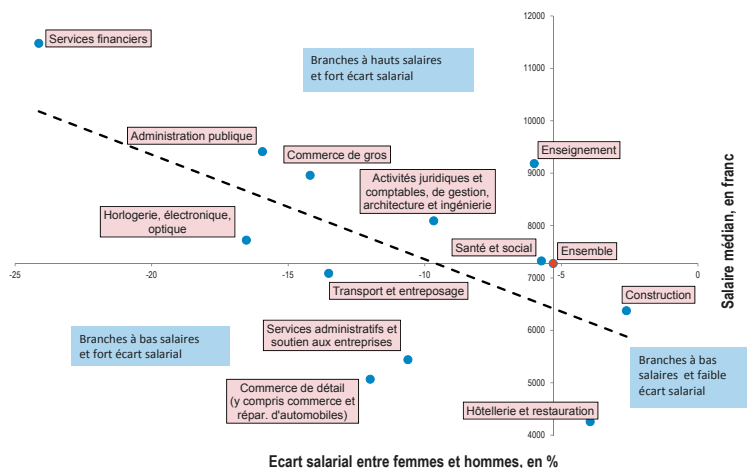 12000
Services financiers
Branches à hauts salaires
et fort écart salarial
11000
10000
Administration publique
Commerce de gros
Enseignement
9000
Activités juridiques et
comptables, de gestion,
architecture et ingénierie
8000
Horlogerie, électronique,
optique
Santé et social
Ensemble
7000
-25
-20
-15
-10
-5
0
Transport et entreposage
Construction
6000
Services administratifs et
soutien aux entreprises
Branches à bas salaires
et fort écart salarial
Branches à bas
salaires et faible
écart salarial
5000
Commerce de détail
(y compris commerce et
répar. d'automobiles)
Hôtellerie et restauration
4000
Salaire médian, en franc
Ecart salarial entre femmes et hommes, en %